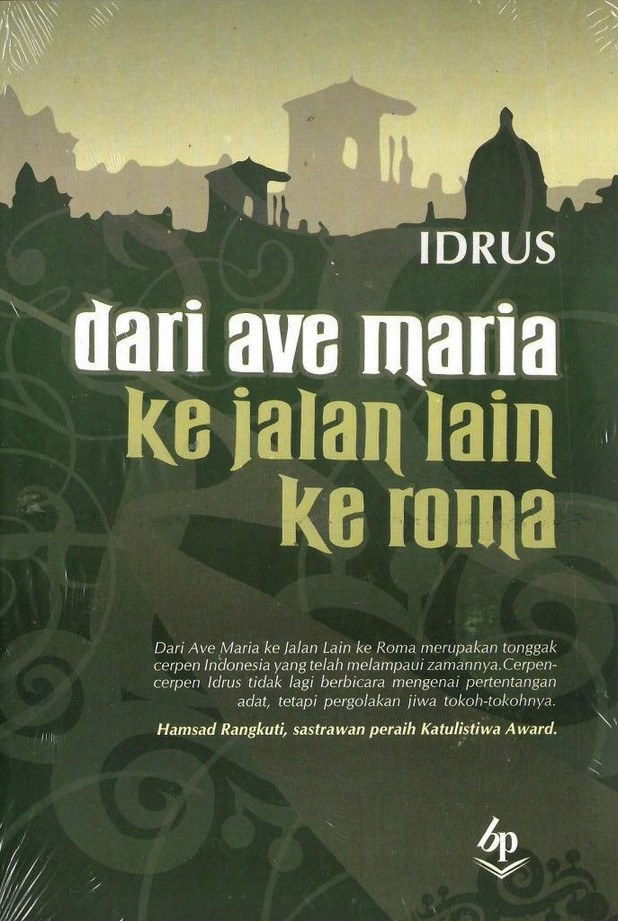 IDRUS
dari ave maria
ke jalan lain
ke roma
Dari Ave Maria ke Jalan Lain ke Roma merupakan tonggak
cerpen Indonesia yang telah melampaui zamannya.Cerpen-
cerpen Idrus tidak lagi berbicara mengenai pertentangan
adat, tetapi pergolakan jiwa tokoh-tokohnya.
Hamsad Rangkuti, sastrawan peraih Katulistiwa Award.
bp